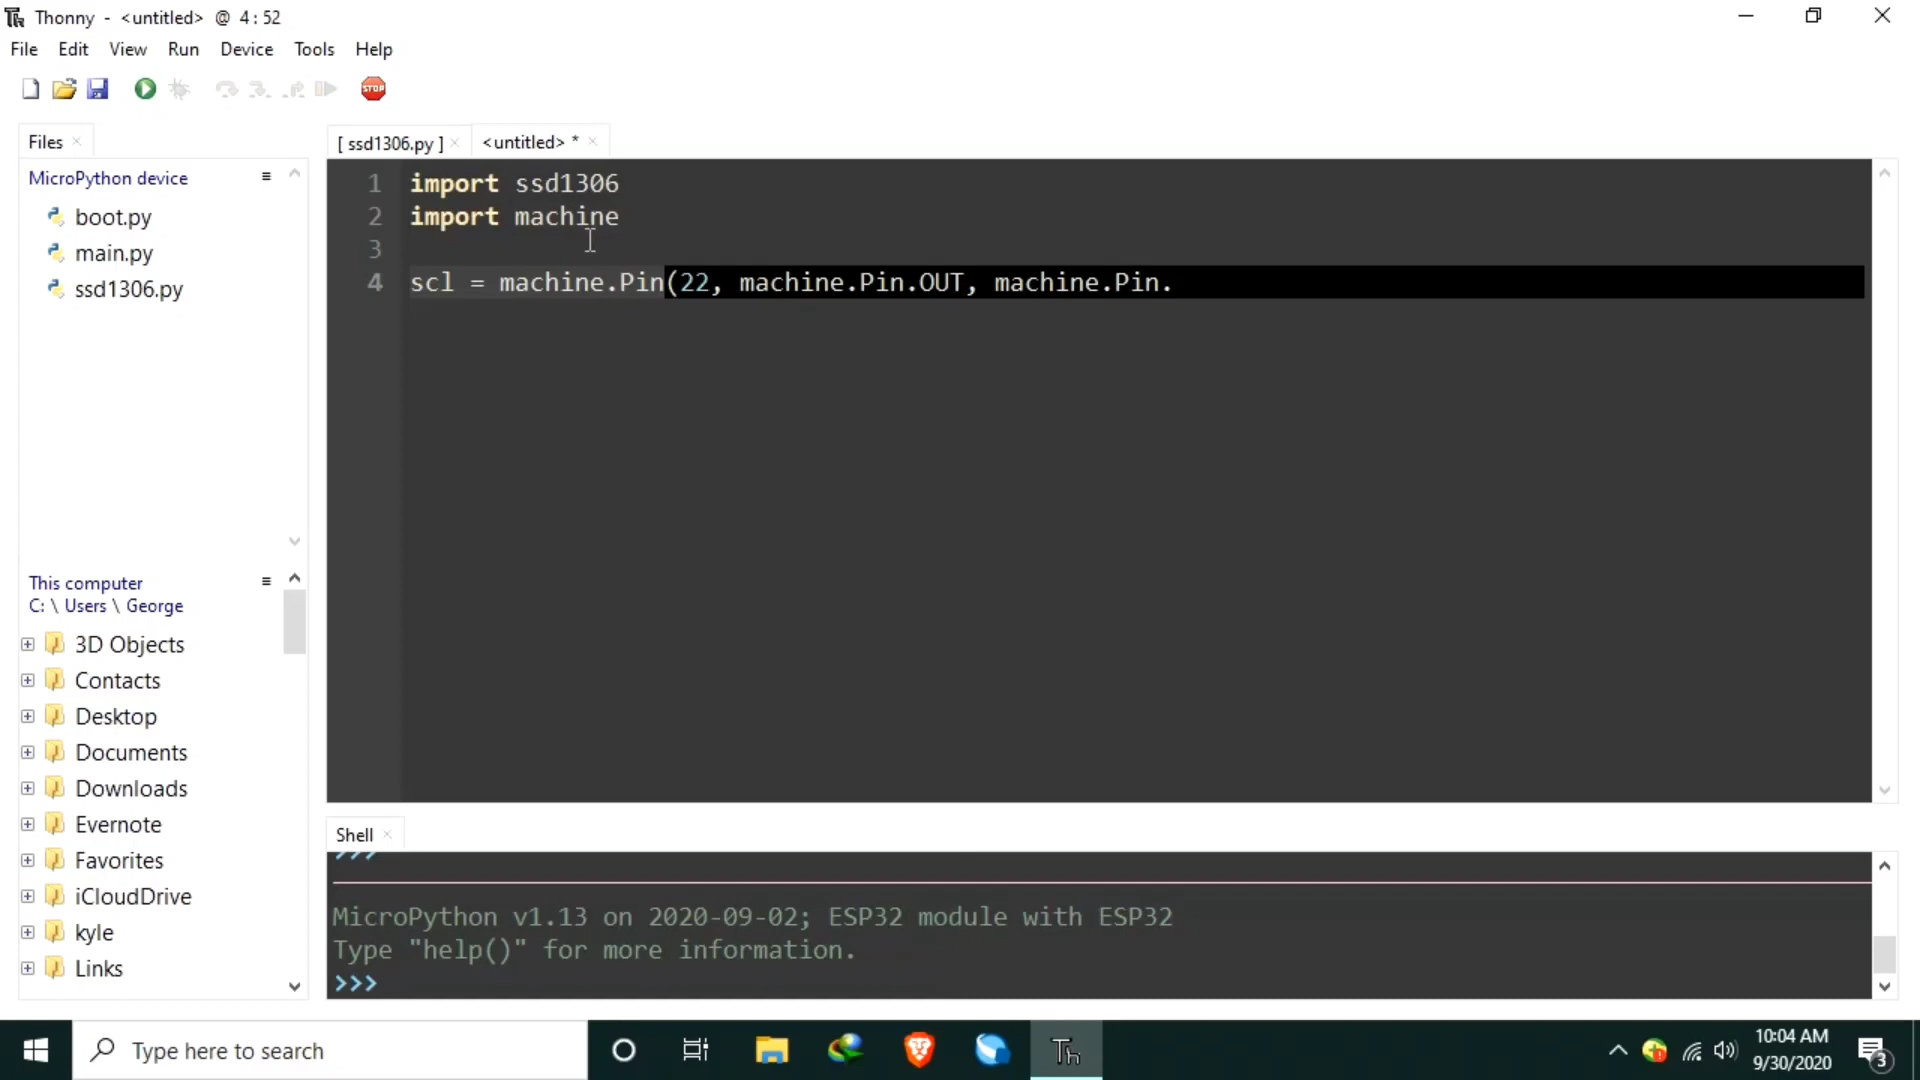 Thonny - <untitled> @ 4:52
File Edit View Run Device Tools Help
STOP
Files
[ ssd1306.py ]
<untitled> *
MicroPython device
boot.py
main.py
ssd1306.py
1 import ssd1306
2 import machine
3
4 scl = machine.Pin(22, machine.Pin.OUT, machine.Pin.
This computer
C: \ Users \ George
3D Objects
Contacts
Desktop
Documents
Downloads
Evernote
Favorites
iCloudDrive
kyle
Links
Shell
>>>
MicroPython v1.13 on 2020-09-02; ESP32 module with ESP32
Type "help()" for more information.
>>>
Type here to search
Th
10:04 AM
9/30/2020
3